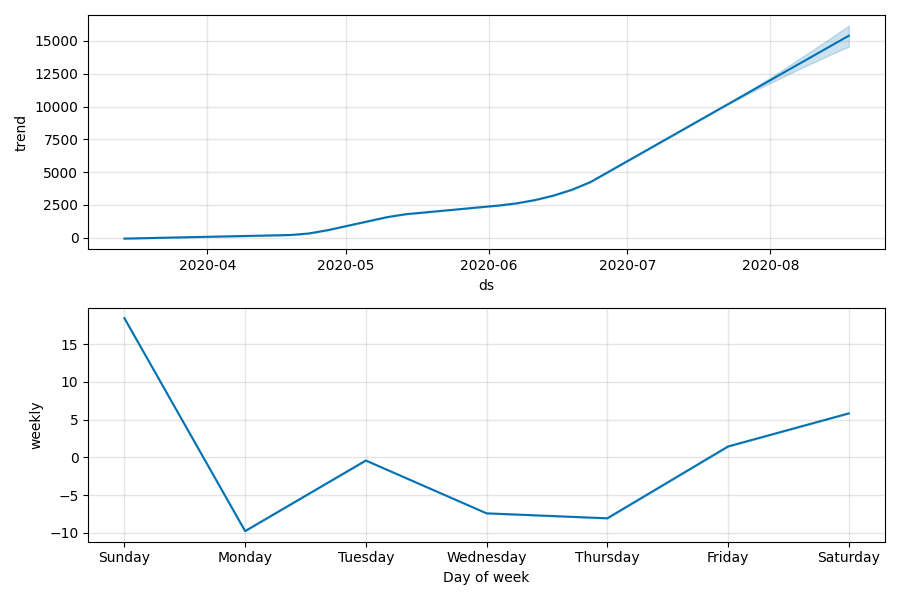 15000
12500
10000
7500
5000
2500
0
trend
2020-04 2020-05 2020-06 2020-07 2020-08
ds
15
10
5
0
−5
−10
weekly
Sunday Monday Tuesday Wednesday Thursday Friday Saturday
Day of week